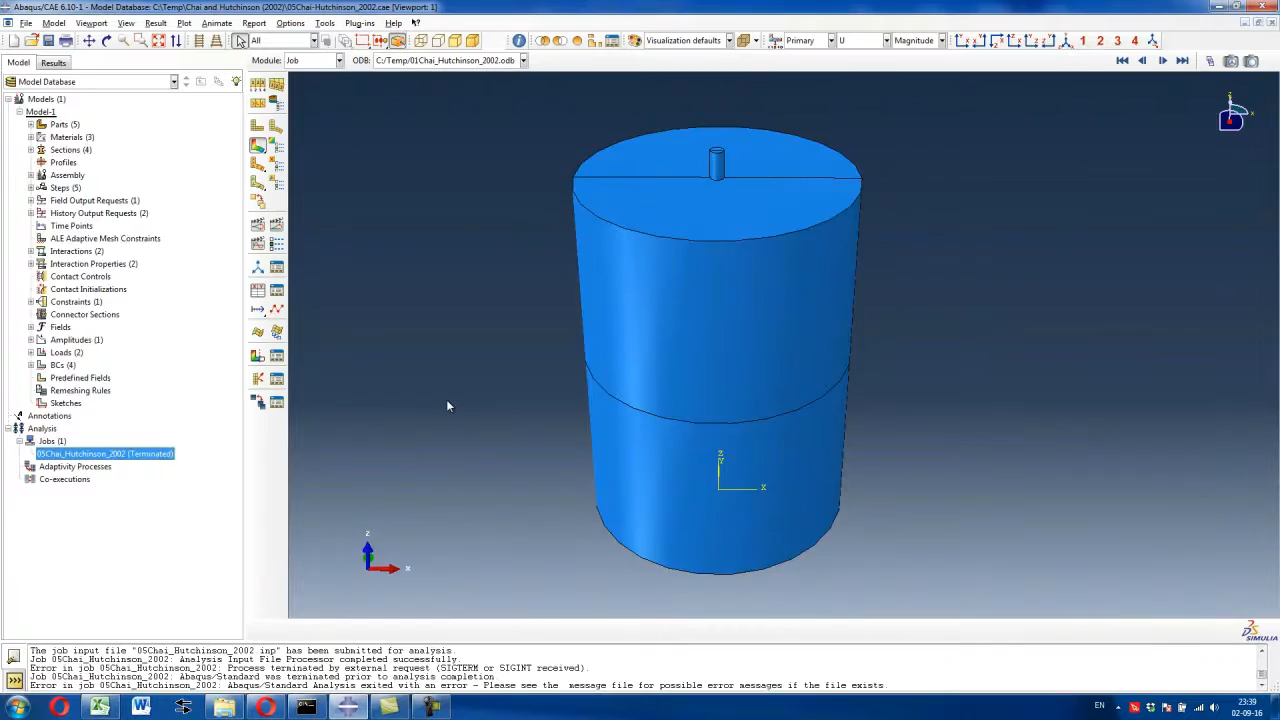 Abaqus/CAE 6.10-1 - Model Database: C:\Temp\Chai and Hutchinson (2002)\05Chai-Hutchinson_2002.cae [Viewport: 1]
File Model Viewport View Result Plot Animate Report Options Tools Plug-ins Help
All Visualization defaults Primary U Magnitude 1 2 3 4
Model Results Module: Job ODB: C:/Temp/01Chai_Hutchinson_2002.odb
Model Database
Models (1)
Model-1
Parts (5)
Materials (3)
Sections (4)
Profiles
Assembly
Steps (5)
Field Output Requests (1)
History Output Requests (2)
Time Points
ALE Adaptive Mesh Constraints
Interactions (2)
Interaction Properties (2)
Contact Controls
Contact Initializations
Constraints (1)
Connector Sections
Fields
Amplitudes (1)
Loads (2)
BCs (4)
Predefined Fields
Remeshing Rules
Sketches
Annotations
Analysis
Jobs (1)
05Chai_Hutchinson_2002 (Terminated)
Adaptivity Processes
Co-executions
Z
X
Z
Y
X
Z
X
SIMULIA
The job input file "05Chai_Hutchinson_2002.inp" has been submitted for analysis.
Job 05Chai_Hutchinson_2002: Analysis Input File Processor completed successfully.
Error in job 05Chai_Hutchinson_2002: Process terminated by external request (SIGTERM or SIGINT received).
Job 05Chai_Hutchinson_2002: Abaqus/Standard was terminated prior to analysis completion
Error in job 05Chai_Hutchinson_2002: Abaqus/Standard Analysis exited with an error - Please see the message file for possible error messages if the file exists.
EN 23:39
02-09-16